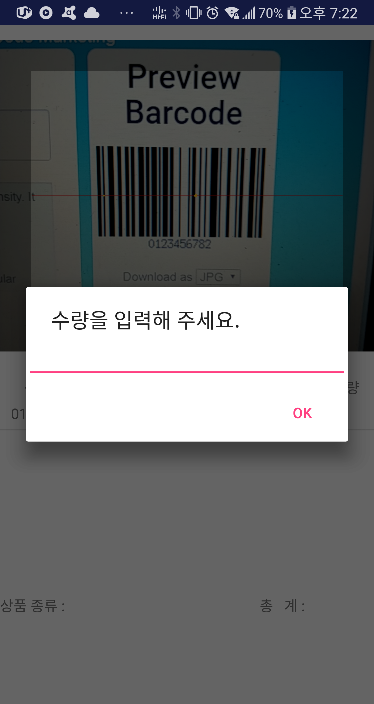 70% 오후 7:22
Preview
Barcode
0123456782
Download as JPG
수량을 입력해 주세요.
OK
상품 종류 :
총 계 :